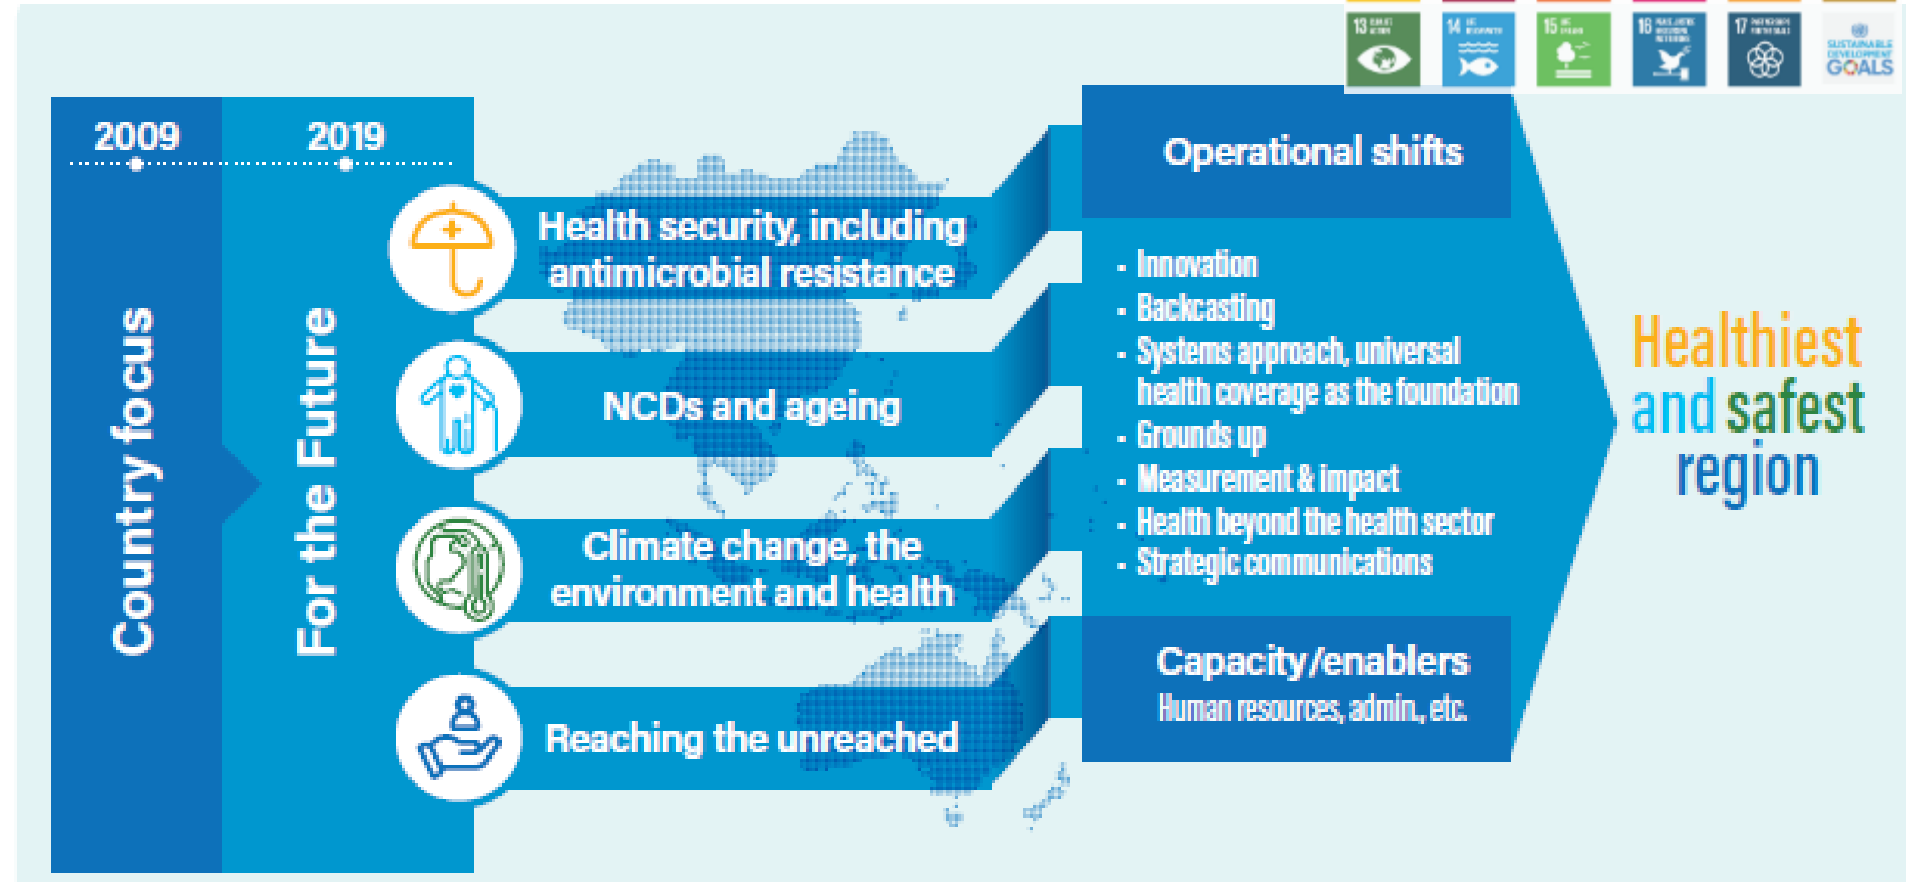 13
14
15
16
17
SUSTAINABLE
DEVELOPMENT
GOALS
2009
2019
Country focus
For the Future
Health security, including
antimicrobial resistance
NCDs and ageing
Climate change, the
environment and health
Reaching the unreached
Operational shifts
- Innovation
- Backcasting
- Systems approach, universal
health coverage as the foundation
- Grounds up
- Measurement & impact
- Health beyond the health sector
- Strategic communications
Capacity/enablers
Human resources, admin., etc.
Healthiest
and safest
region